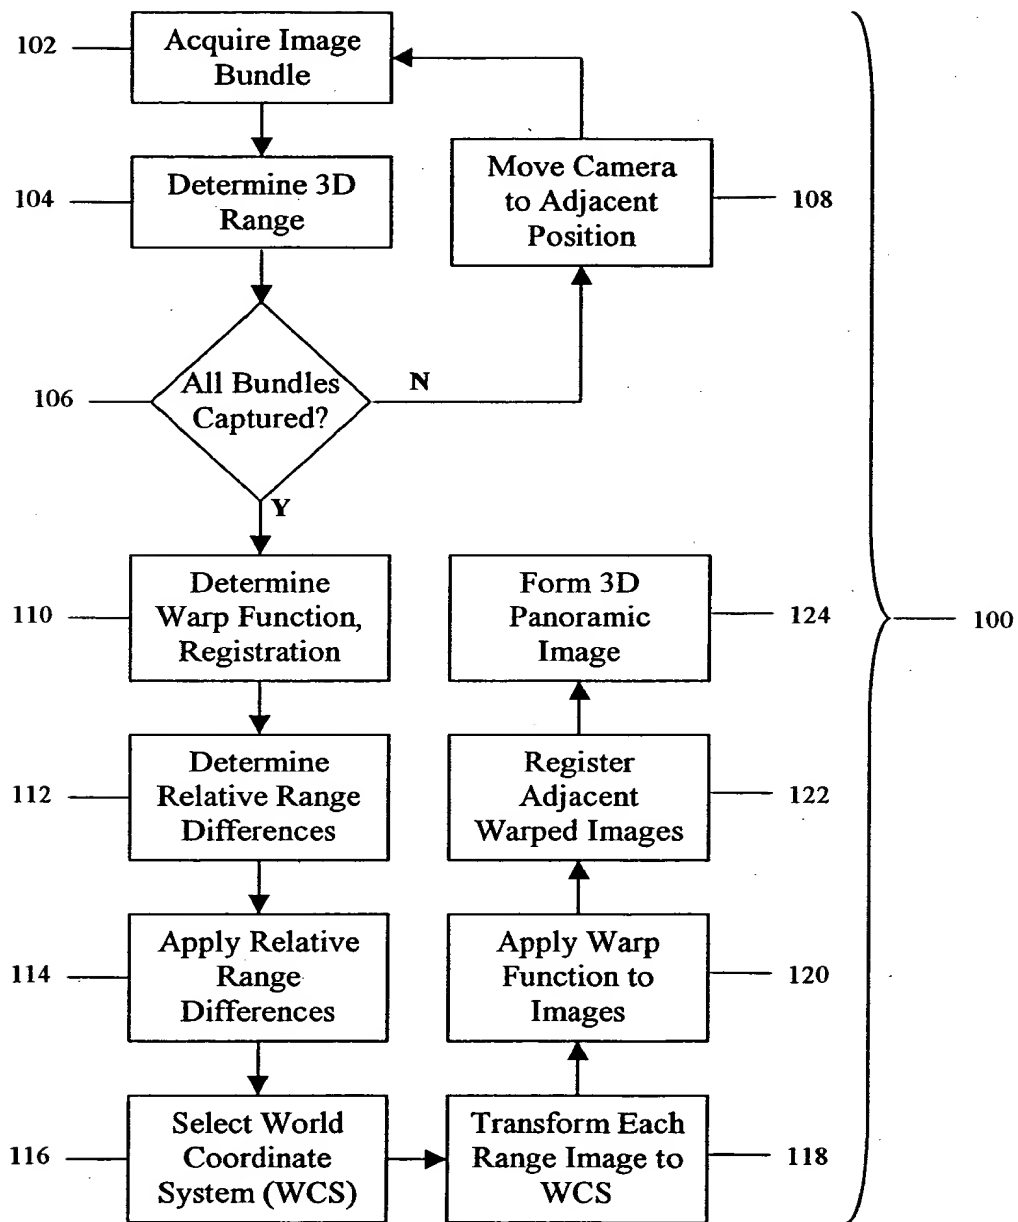 102
Acquire Image
Bundle
104
Determine 3D
Range
Move Camera
to Adjacent
Position
108
106
All Bundles
Captured?
N
Y
110
Determine
Warp Function,
Registration
Form 3D
Panoramic
Image
124
100
112
Determine
Relative Range
Differences
Register
Adjacent
Warped Images
122
114
Apply Relative
Range
Differences
Apply Warp
Function to
Images
120
116
Select World
Coordinate
System (WCS)
Transform Each
Range Image to
WCS
118